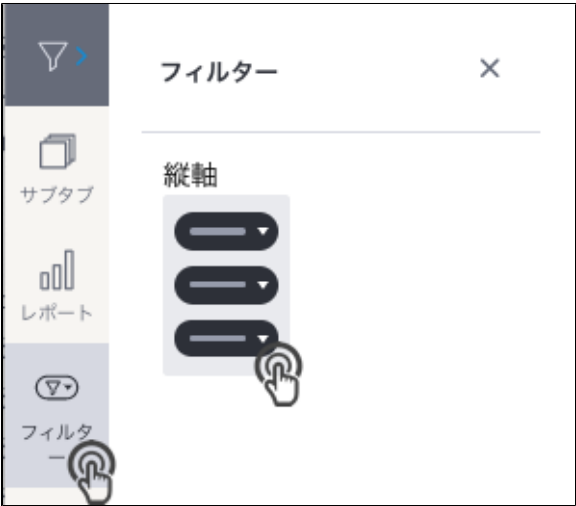 フィルター
縦軸
サブタブ
レポート
フィルタ
ー